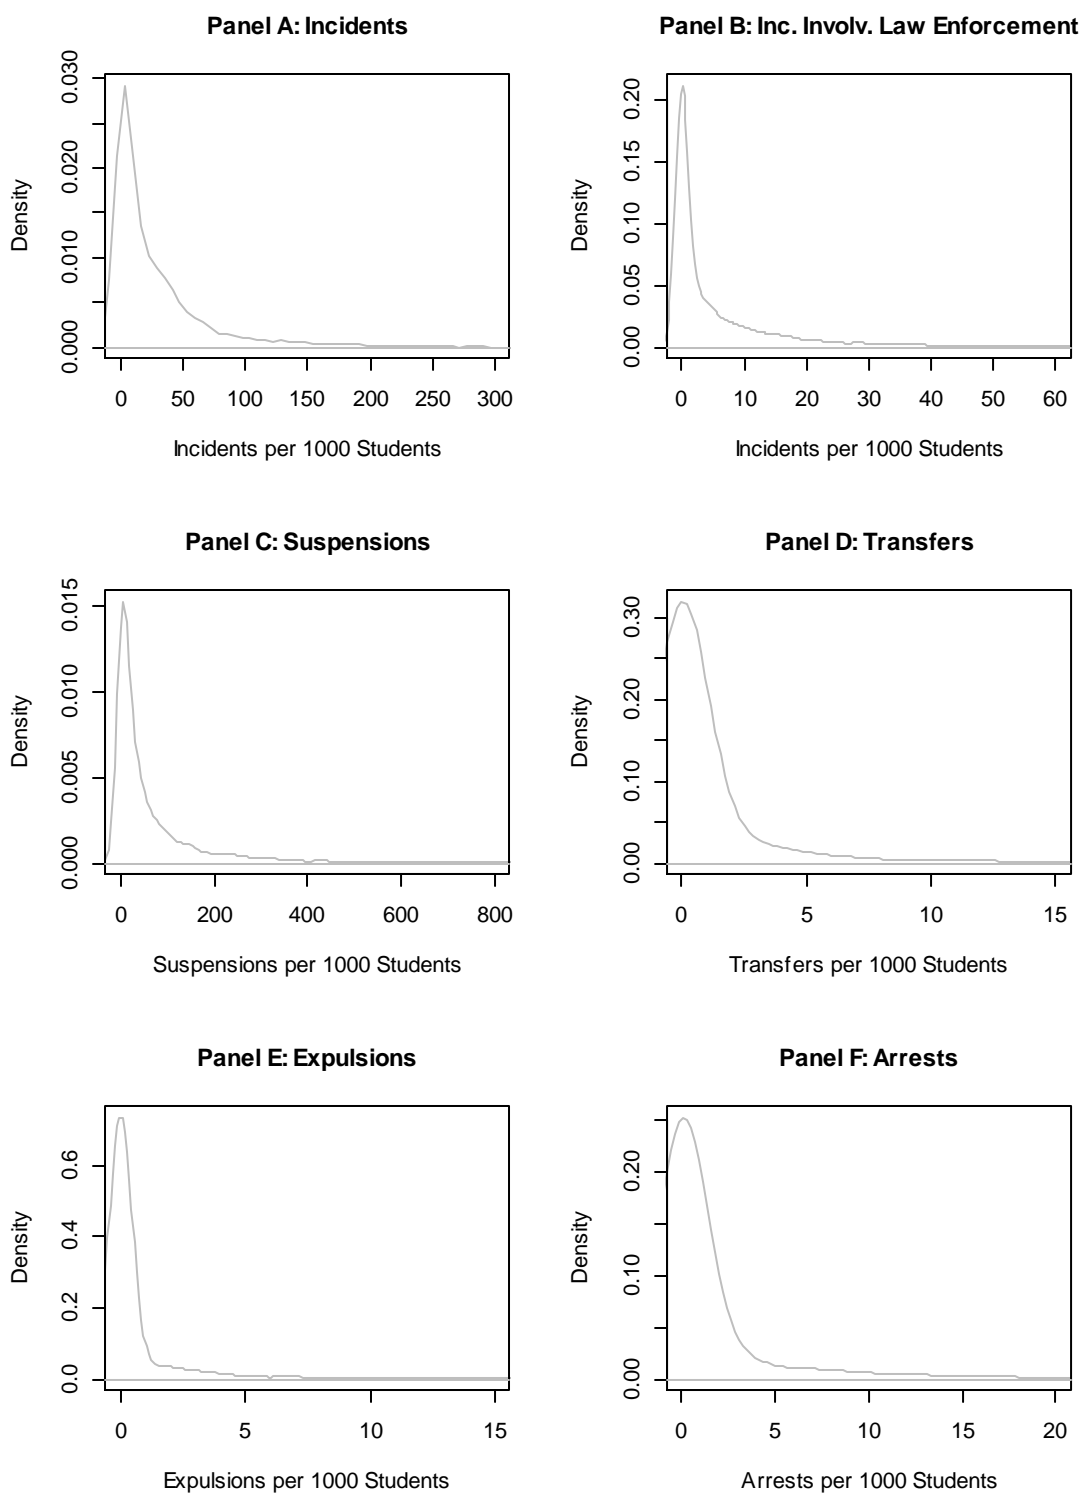 Panel A: Incidents
Density
0.000 0.010 0.020 0.030
0 50 100 150 200 250 300
Incidents per 1000 Students
Panel B: Inc. Involv. Law Enforcement
Density
0.00 0.05 0.10 0.15 0.20
0 10 20 30 40 50 60
Incidents per 1000 Students
Panel C: Suspensions
Density
0.000 0.005 0.010 0.015
0 200 400 600 800
Suspensions per 1000 Students
Panel D: Transfers
Density
0.00 0.10 0.20 0.30
0 5 10 15
Transfers per 1000 Students
Panel E: Expulsions
Density
0.0 0.2 0.4 0.6
0 5 10 15
Expulsions per 1000 Students
Panel F: Arrests
Density
0.00 0.10 0.20
0 5 10 15 20
Arrests per 1000 Students